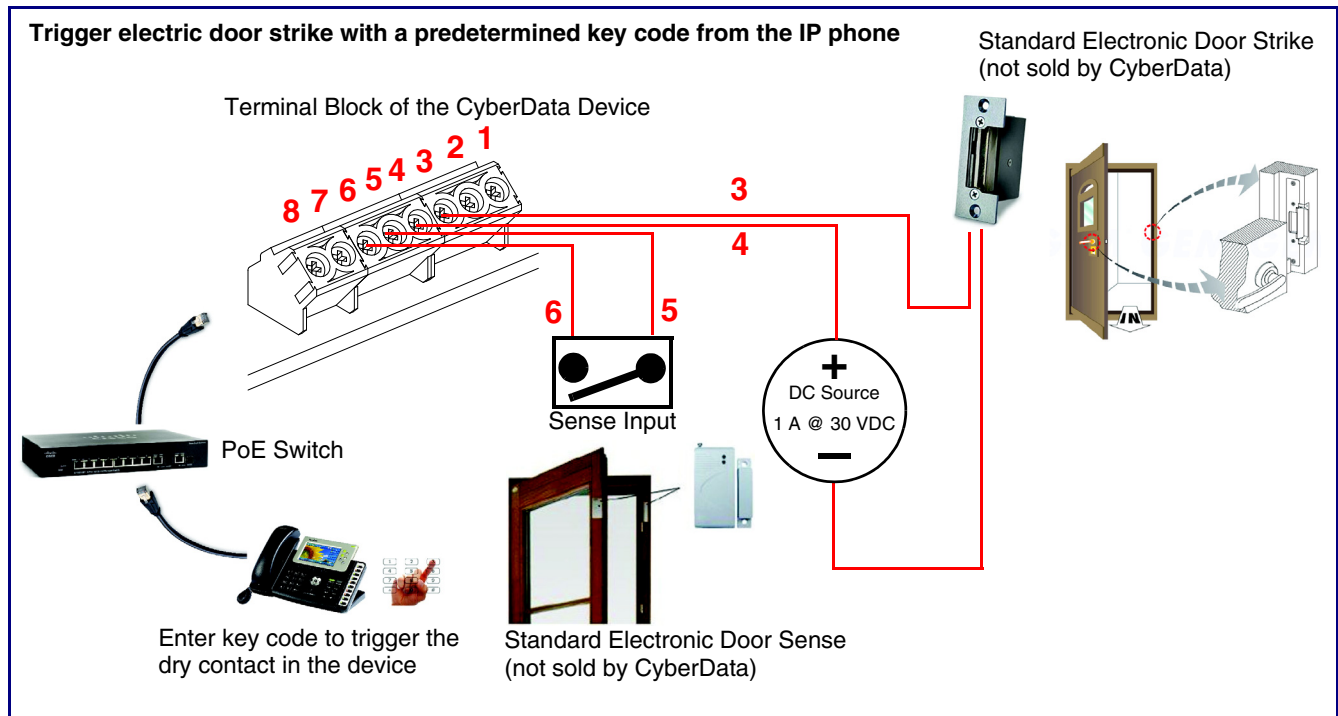 Trigger electric door strike with a predetermined key code from the IP phone
Standard Electronic Door Strike
(not sold by CyberData)
Terminal Block of the CyberData Device
8 7 6 5 4 3 2 1
3
4
6 5
IN
+
DC Source
1 A @ 30 VDC
Sense Input
PoE Switch
Enter key code to trigger the
dry contact in the device
Standard Electronic Door Sense
(not sold by CyberData)